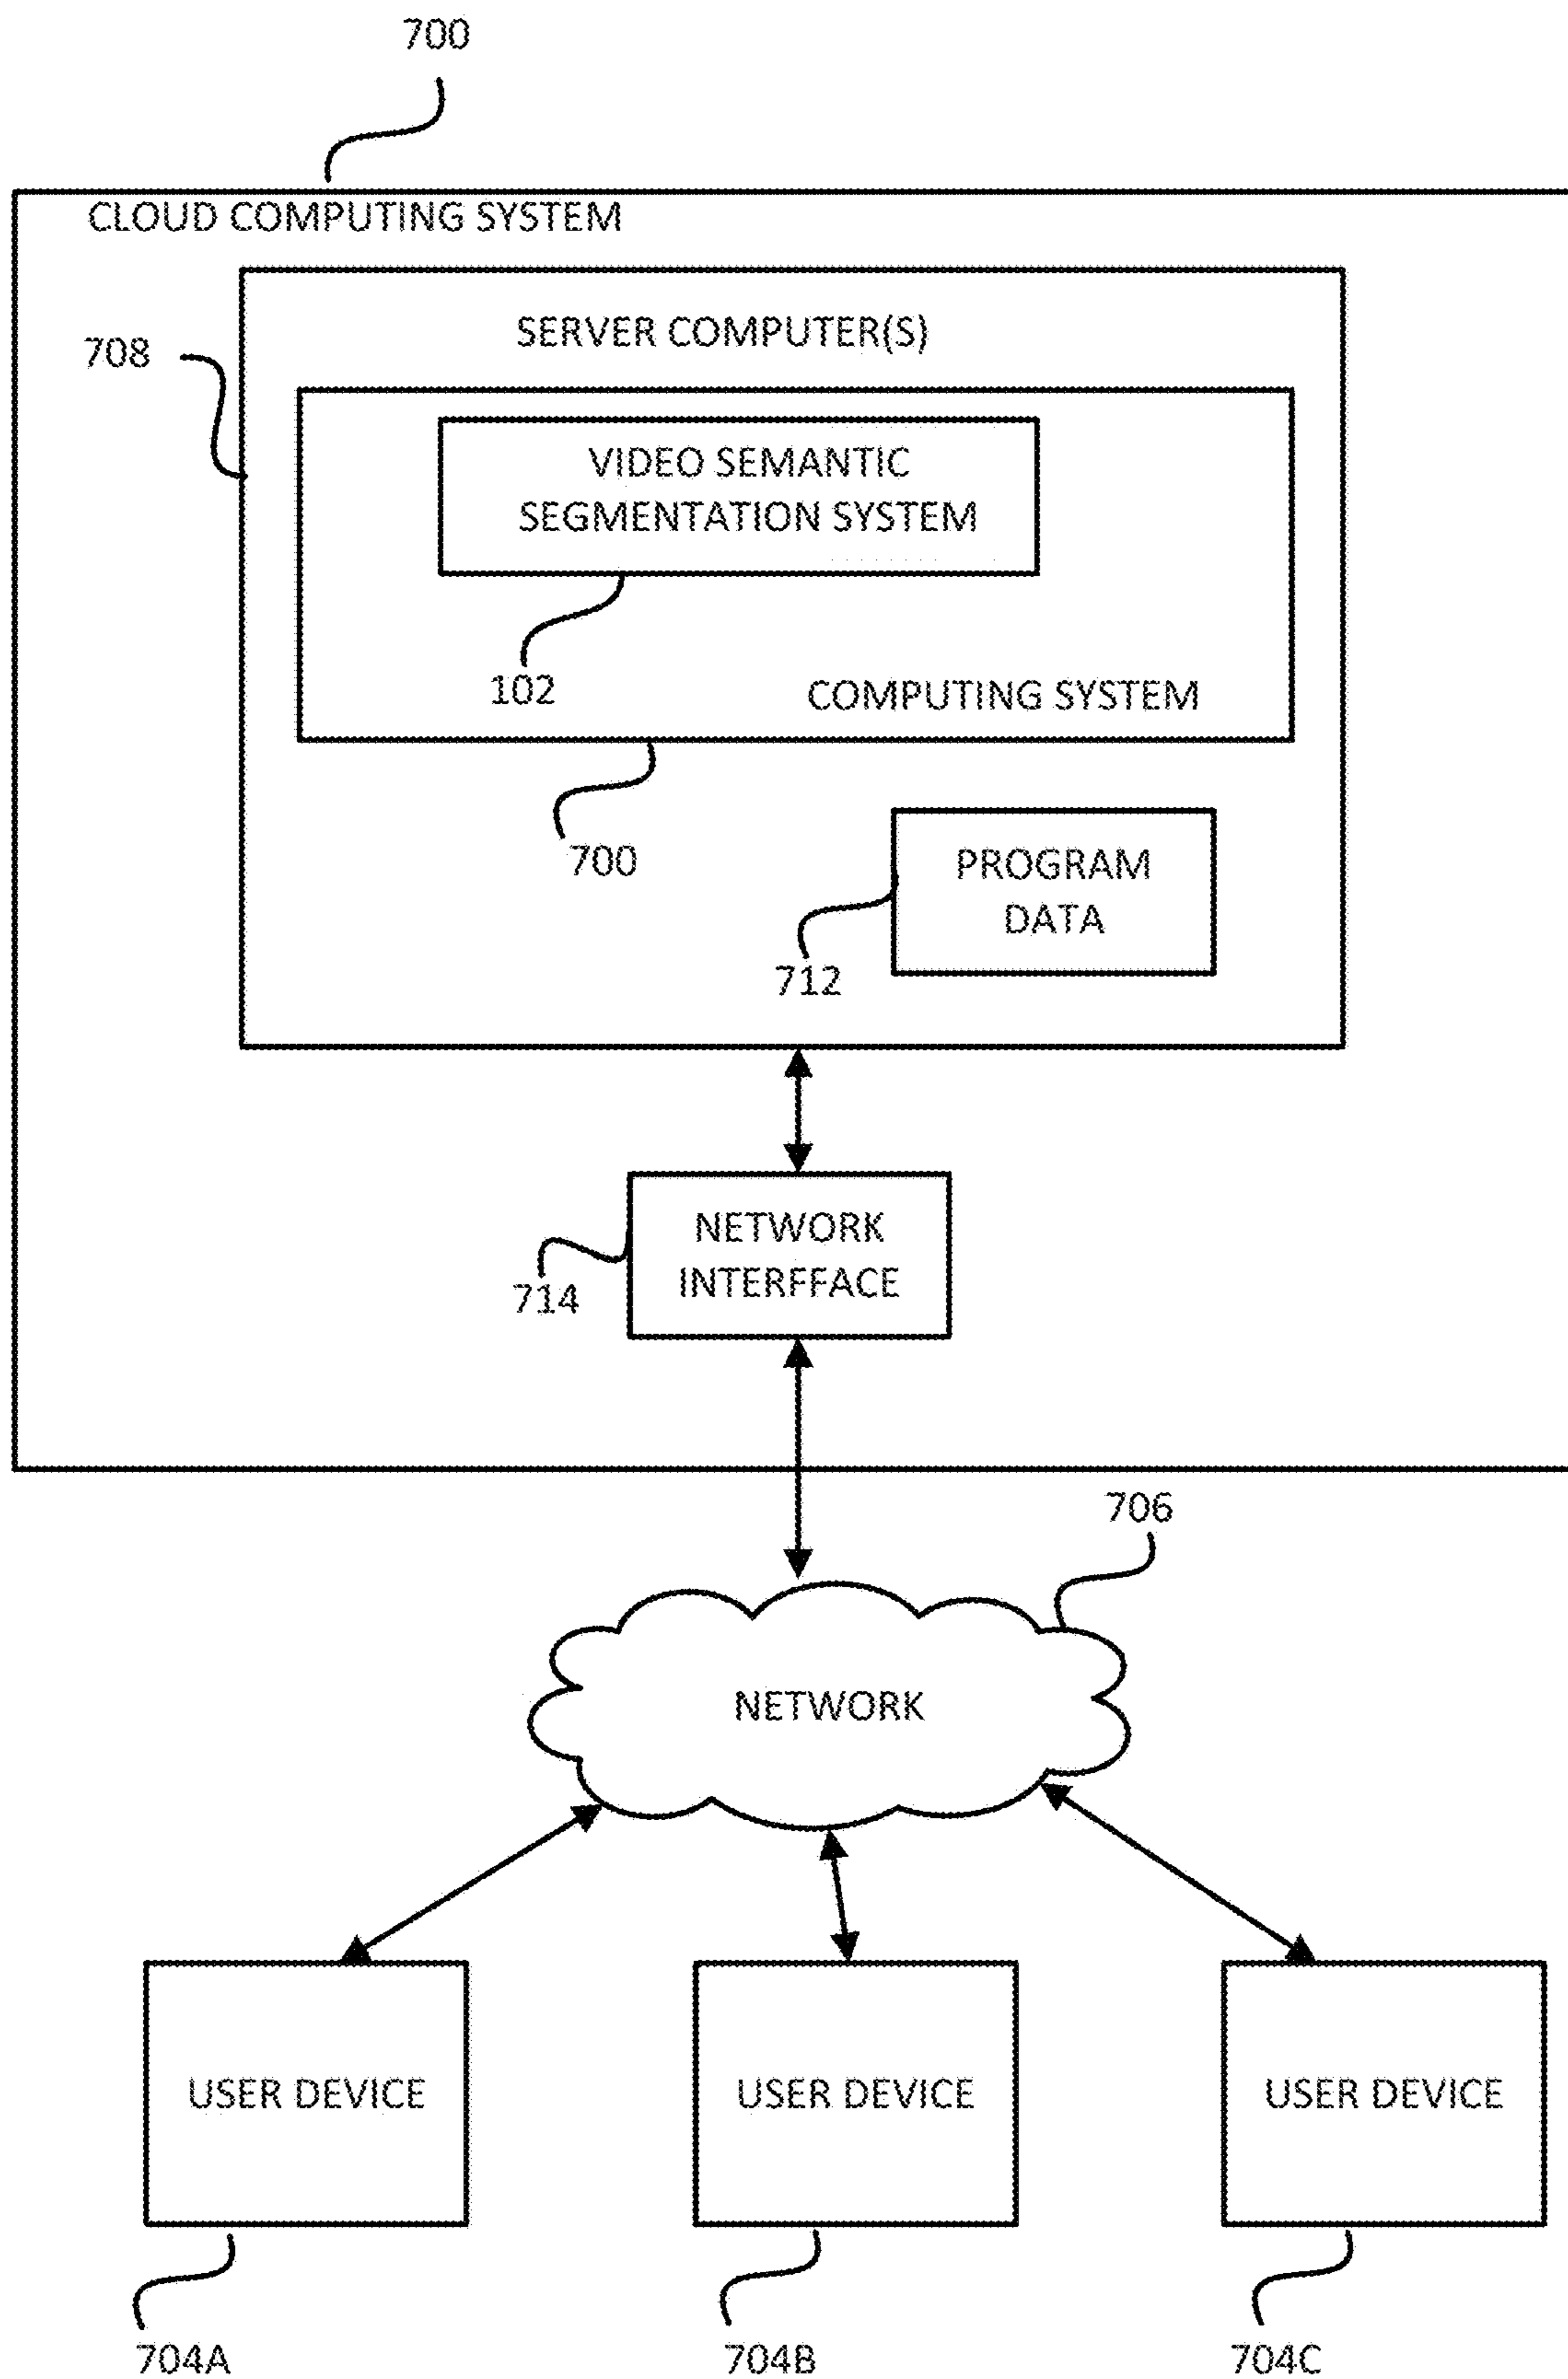 700
CLOUD COMPUTING SYSTEM
SERVER COMPUTER(S)
708
VIDEO SEMANTIC
SEGMENTATION SYSTEM
102
COMPUTING SYSTEM
700
PROGRAM
DATA
712
NETWORK
INTERFFACE
714
706
NETWORK
USER DEVICE
USER DEVICE
USER DEVICE
704A
704B
704C